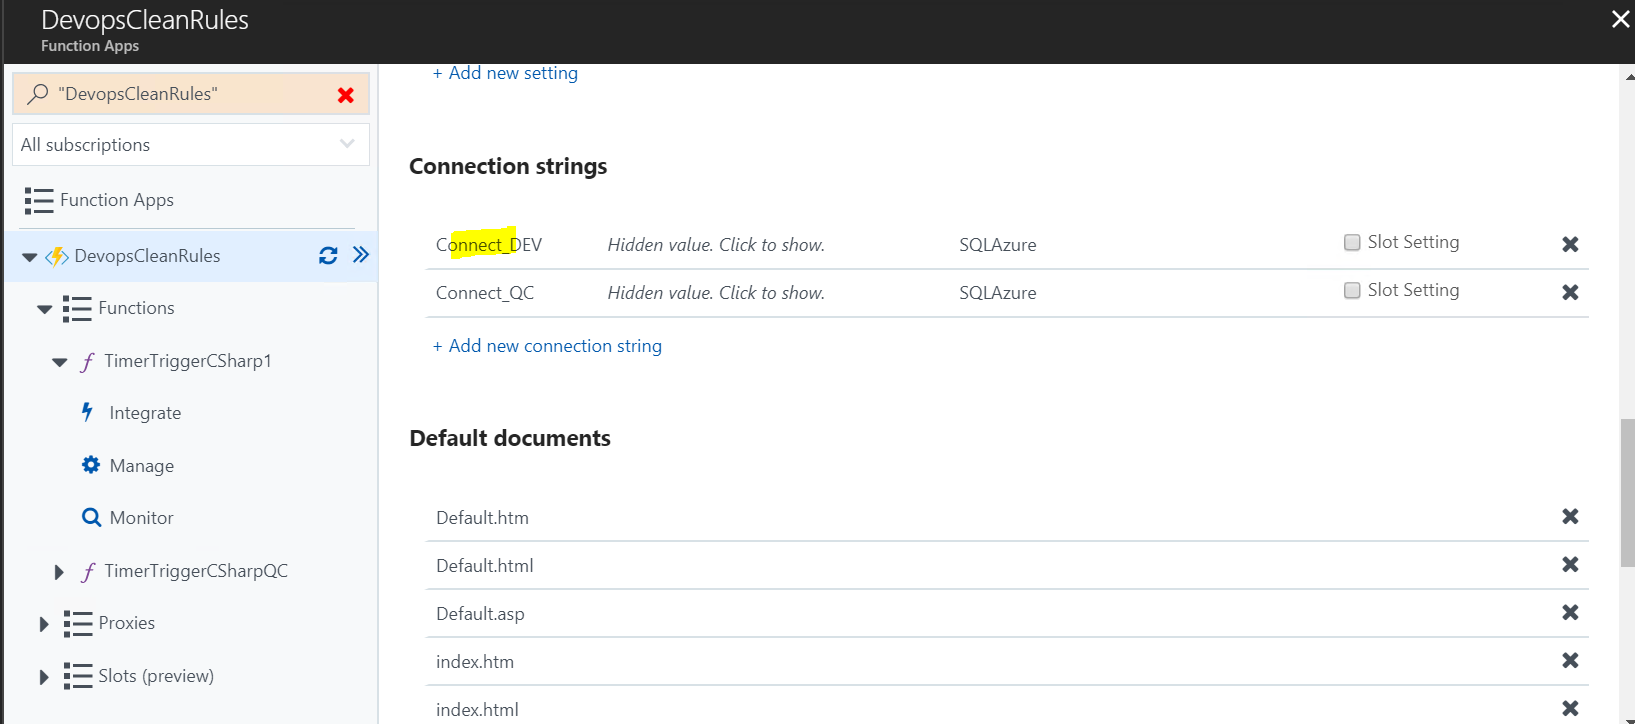 DevopsCleanRules
Function Apps
"DevopsCleanRules"
All subscriptions
Function Apps
DevopsCleanRules
Functions
TimerTriggerCSharp1
Integrate
Manage
Monitor
TimerTriggerCSharpQC
Proxies
Slots (preview)
+ Add new setting
Connection strings
Connect_DEV Hidden value. Click to show. SQLAzure Slot Setting
Connect_QC Hidden value. Click to show. SQLAzure Slot Setting
+ Add new connection string
Default documents
Default.htm
Default.html
Default.asp
index.htm
index.html